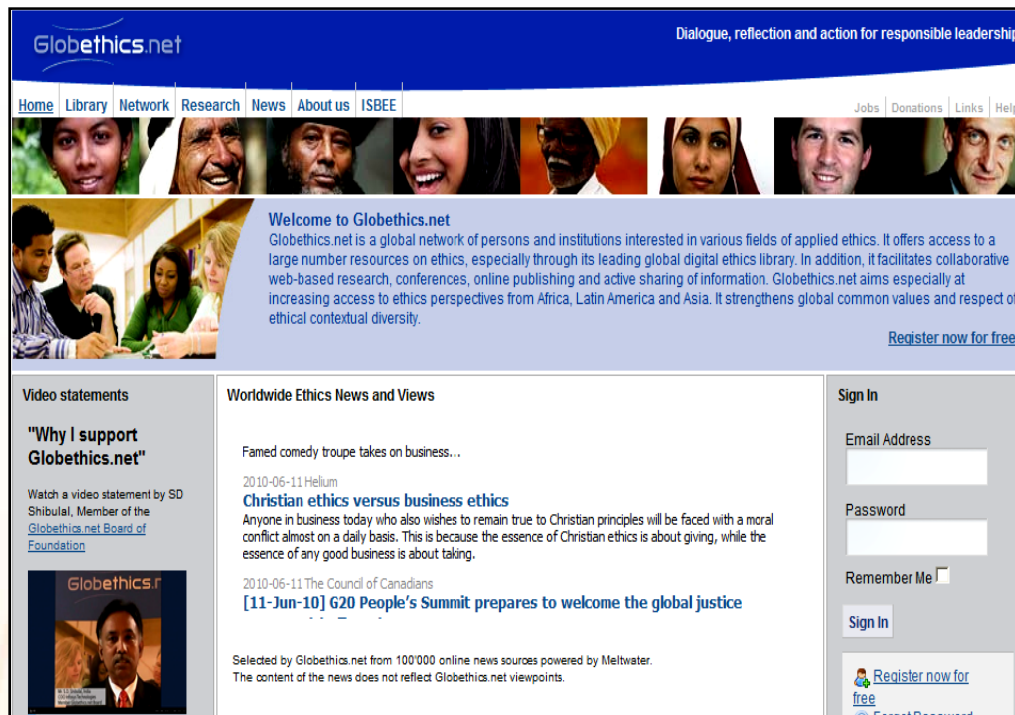 Globethics.net
Dialogue, reflection and action for responsible leadership
Home Library Network Research News About us ISBEE
Jobs Donations Links Help
Welcome to Globethics.net
Globethics.net is a global network of persons and institutions interested in various fields of applied ethics. It offers access to a
large number resources on ethics, especially through its leading global digital ethics library. In addition, it facilitates collaborative
web-based research, conferences, online publishing and active sharing of information. Globethics.net aims especially at
increasing access to ethics perspectives from Africa, Latin America and Asia. It strengthens global common values and respect of
ethical contextual diversity.
Register now for free
Video statements
"Why I support
Globethics.net"
Watch a video statement by SD
Shibulal, Member of the
Globethics.net Board of
Foundation
Globethics.r
Worldwide Ethics News and Views
Famed comedy troupe takes on business...
2010-06-11 Helium
Christian ethics versus business ethics
Anyone in business today who also wishes to remain true to Christian principles will be faced with a moral
conflict almost on a daily basis. This is because the essence of Christian ethics is about giving, while the
essence of any good business is about taking.
2010-06-11 The Council of Canadians
[11-Jun-10] G20 People's Summit prepares to welcome the global justice
Selected by Globethics.net from 100'000 online news sources powered by Meltwater.
The content of the news does not reflect Globethics.net viewpoints.
Sign In
Email Address
Password
Remember Me
Sign In
Register now for
free
Forgot Password